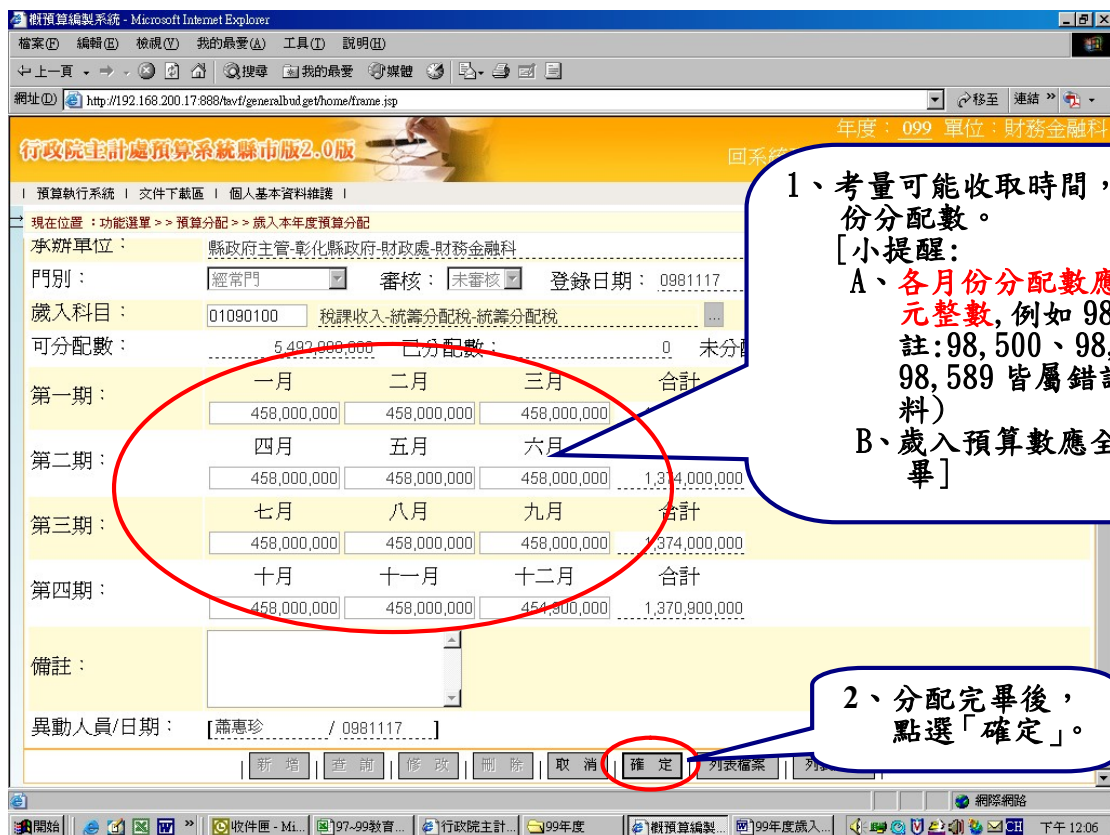 概預算編製系統 - Microsoft Internet Explorer
檔案(F) 編輯(E) 檢視(V) 我的最愛(A) 工具(T) 說明(H)
上一頁 搜尋 我的最愛 媒體
網址(D) http://192.168.200.17:888/tavf/generalbudget/home/frame.jsp 移至 連結 »
行政院主計處預算系統縣市版2.0版
年度：099 單位：財務金融科
回系統
| 預算執行系統 | 文件下載區 | 個人基本資料維護 |
現在位置：功能選單>>預算分配>>歲入本年度預算分配
承辦單位： 縣政府主管-彰化縣政府-財政處-財務金融科
門別： 經常門 審核： 未審核 登錄日期： 0981117
歲入科目： 01090100 稅課收入-統籌分配稅-統籌分配稅 ...
可分配數： 已分配數： 0 未分
第一期： 一月 二月 三月 合計
458,000,000 458,000,000 458,000,000
第二期： 四月 五月 六月
458,000,000 458,000,000 458,000,000 1,374,000,000
第三期： 七月 八月 九月 合計
458,000,000 458,000,000 458,000,000 1,374,000,000
第四期： 十月 十一月 十二月 合計
458,000,000 458,000,000 454,900,000 1,370,900,000
備註：
異動人員/日期： [蕭惠珍 / 0981117 ]
| 新 增 | 查 詢 | 修 改 | 刪 除 | 取 消 | 確 定 | 列表檔案 |
1、考量可能收取時間，
份分配數。
[小提醒:
A、各月份分配數應
元整數,例如 98
註:98,500、98,
98,589 皆屬錯
料)
B、歲入預算數應全
畢]
2、分配完畢後，
點選「確定」。
網際網路
開始 » 收件匣 - Mi... 97~99教育... 行政院主計... 99年度 概預算編製... 99年度歲入... CH 下午 12:06